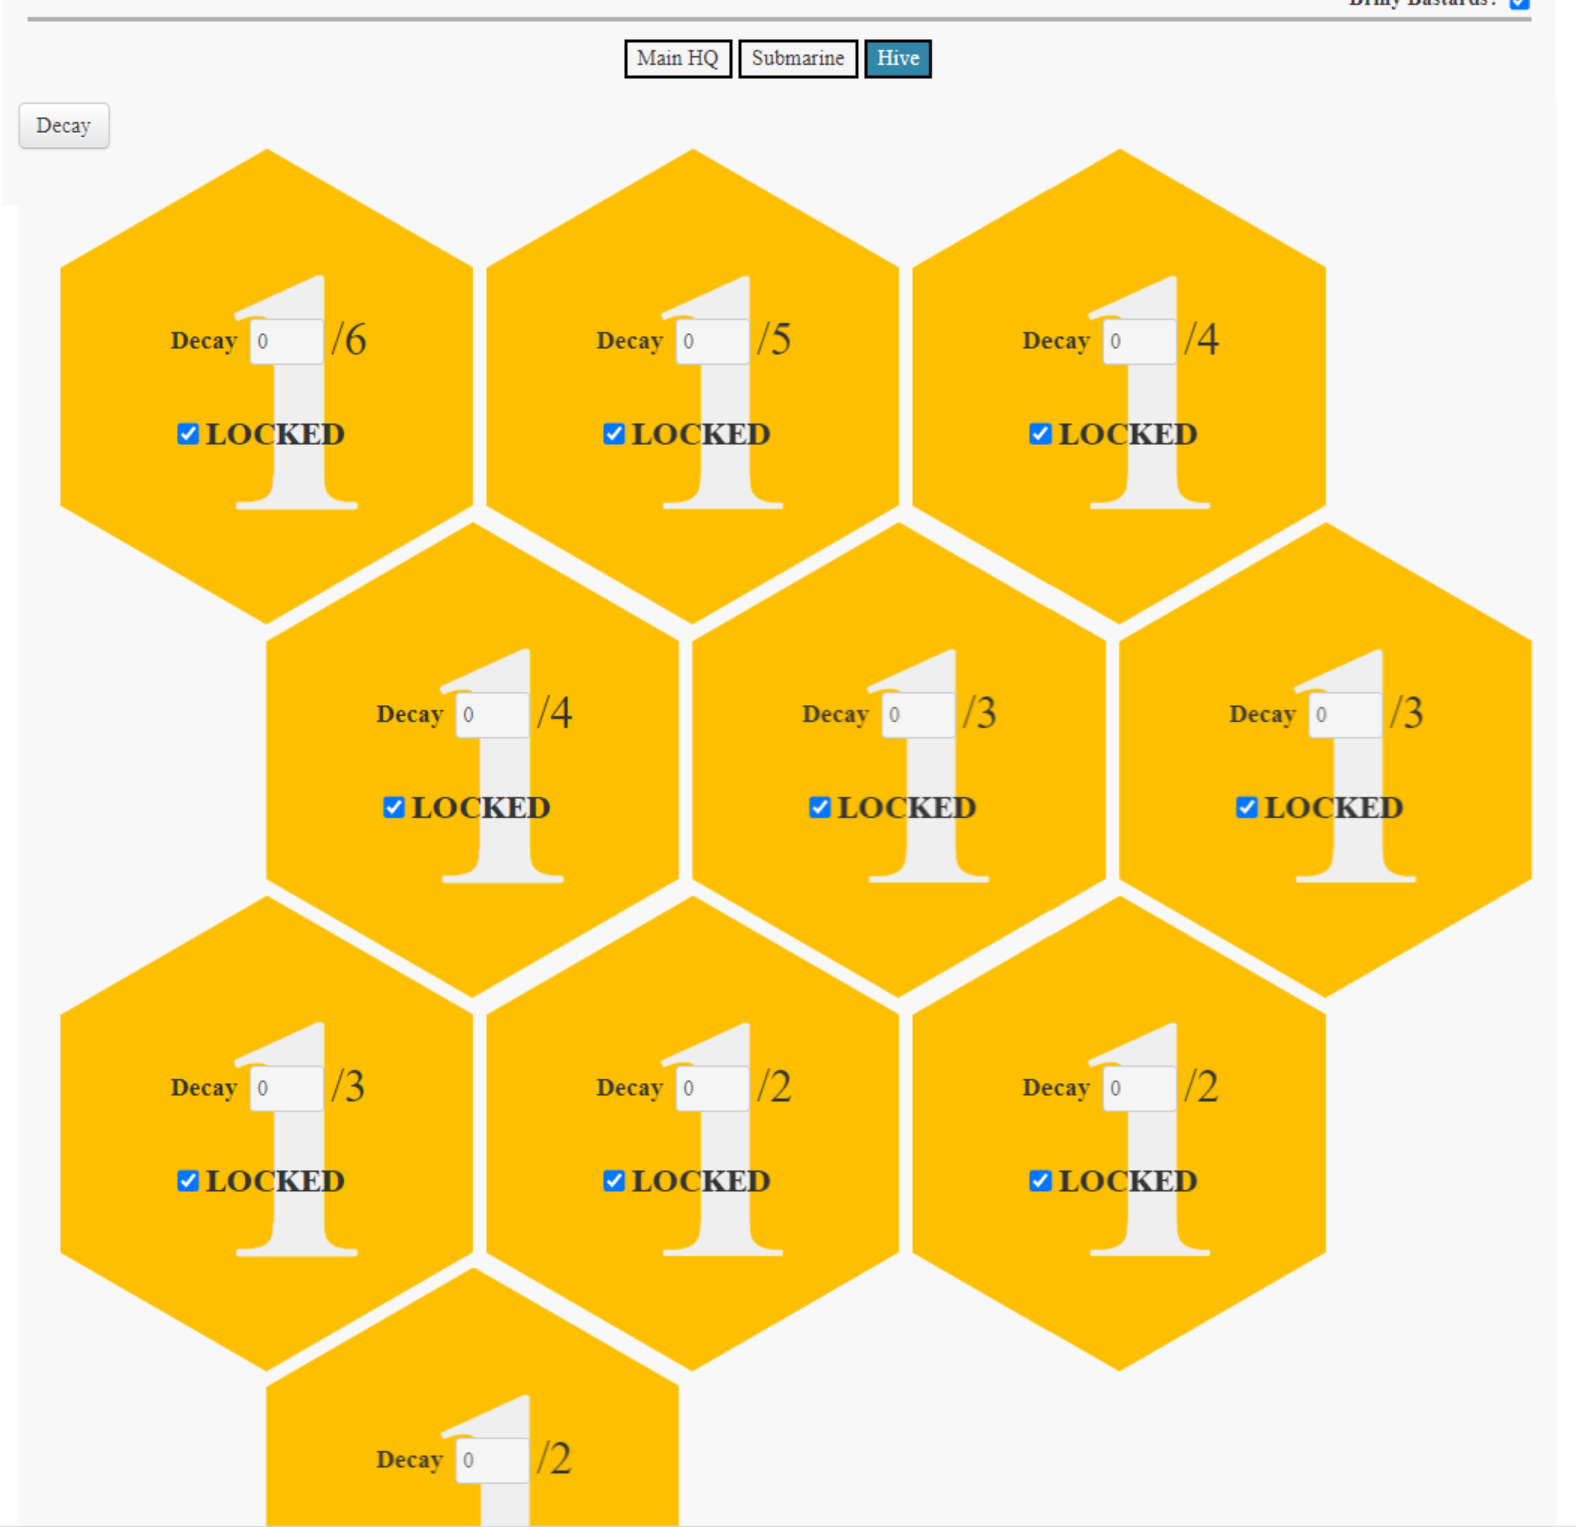 Briny Bastards?
Main HQ Submarine Hive
Decay
1 1 1
Decay 0 /6 Decay 0 /5 Decay 0 /4
LOCKED LOCKED LOCKED
1 1 1
Decay 0 /4 Decay 0 /3 Decay 0 /3
LOCKED LOCKED LOCKED
1 1 1
Decay 0 /3 Decay 0 /2 Decay 0 /2
LOCKED LOCKED LOCKED
1
Decay 0 /2